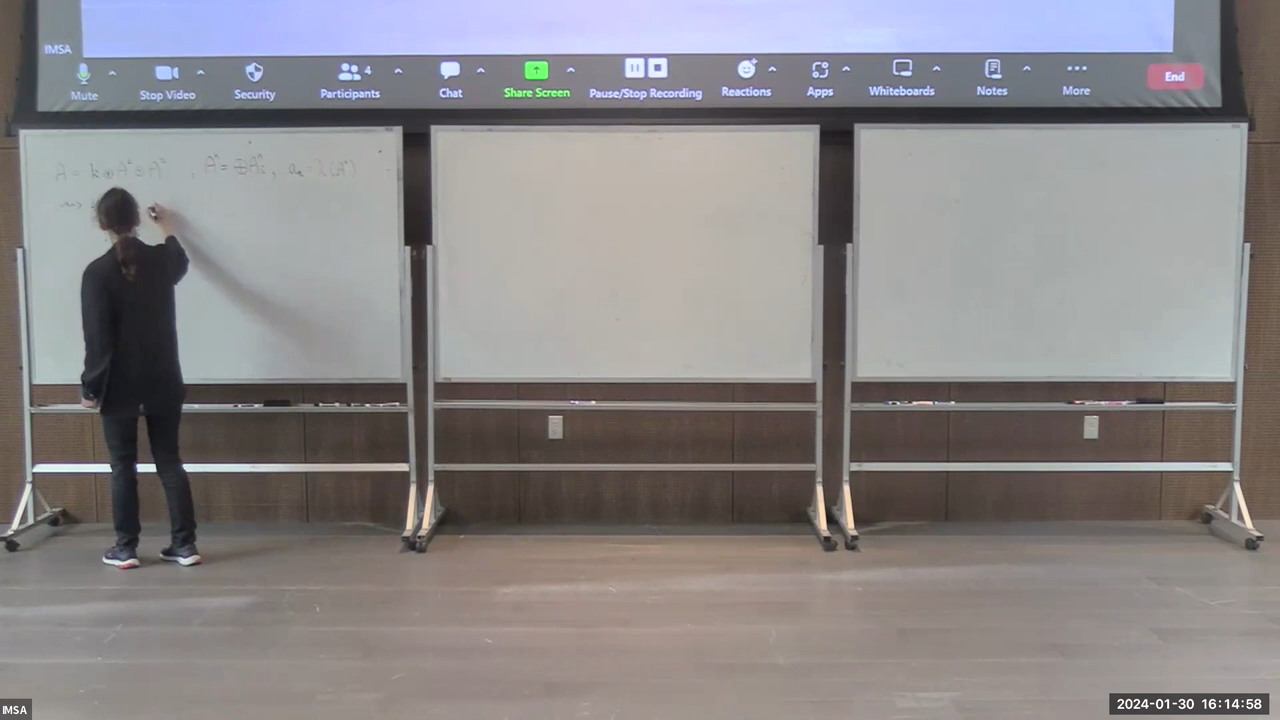 IMSA
Mute
Stop Video
Security
Participants 4
Chat
Share Screen
Pause/Stop Recording
Reactions
Apps
Whiteboards
Notes
More
End
IMSA
2024-01-30 16:14:58